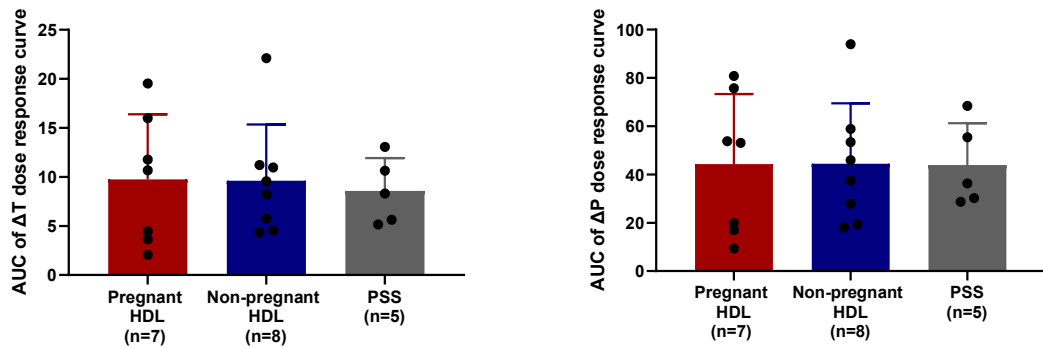 AUC of ΔT dose response curve
25
20
15
10
5
0
Pregnant HDL (n=7)
Non-pregnant HDL (n=8)
PSS (n=5)
AUC of ΔP dose response curve
100
80
60
40
20
0
Pregnant HDL (n=7)
Non-pregnant HDL (n=8)
PSS (n=5)